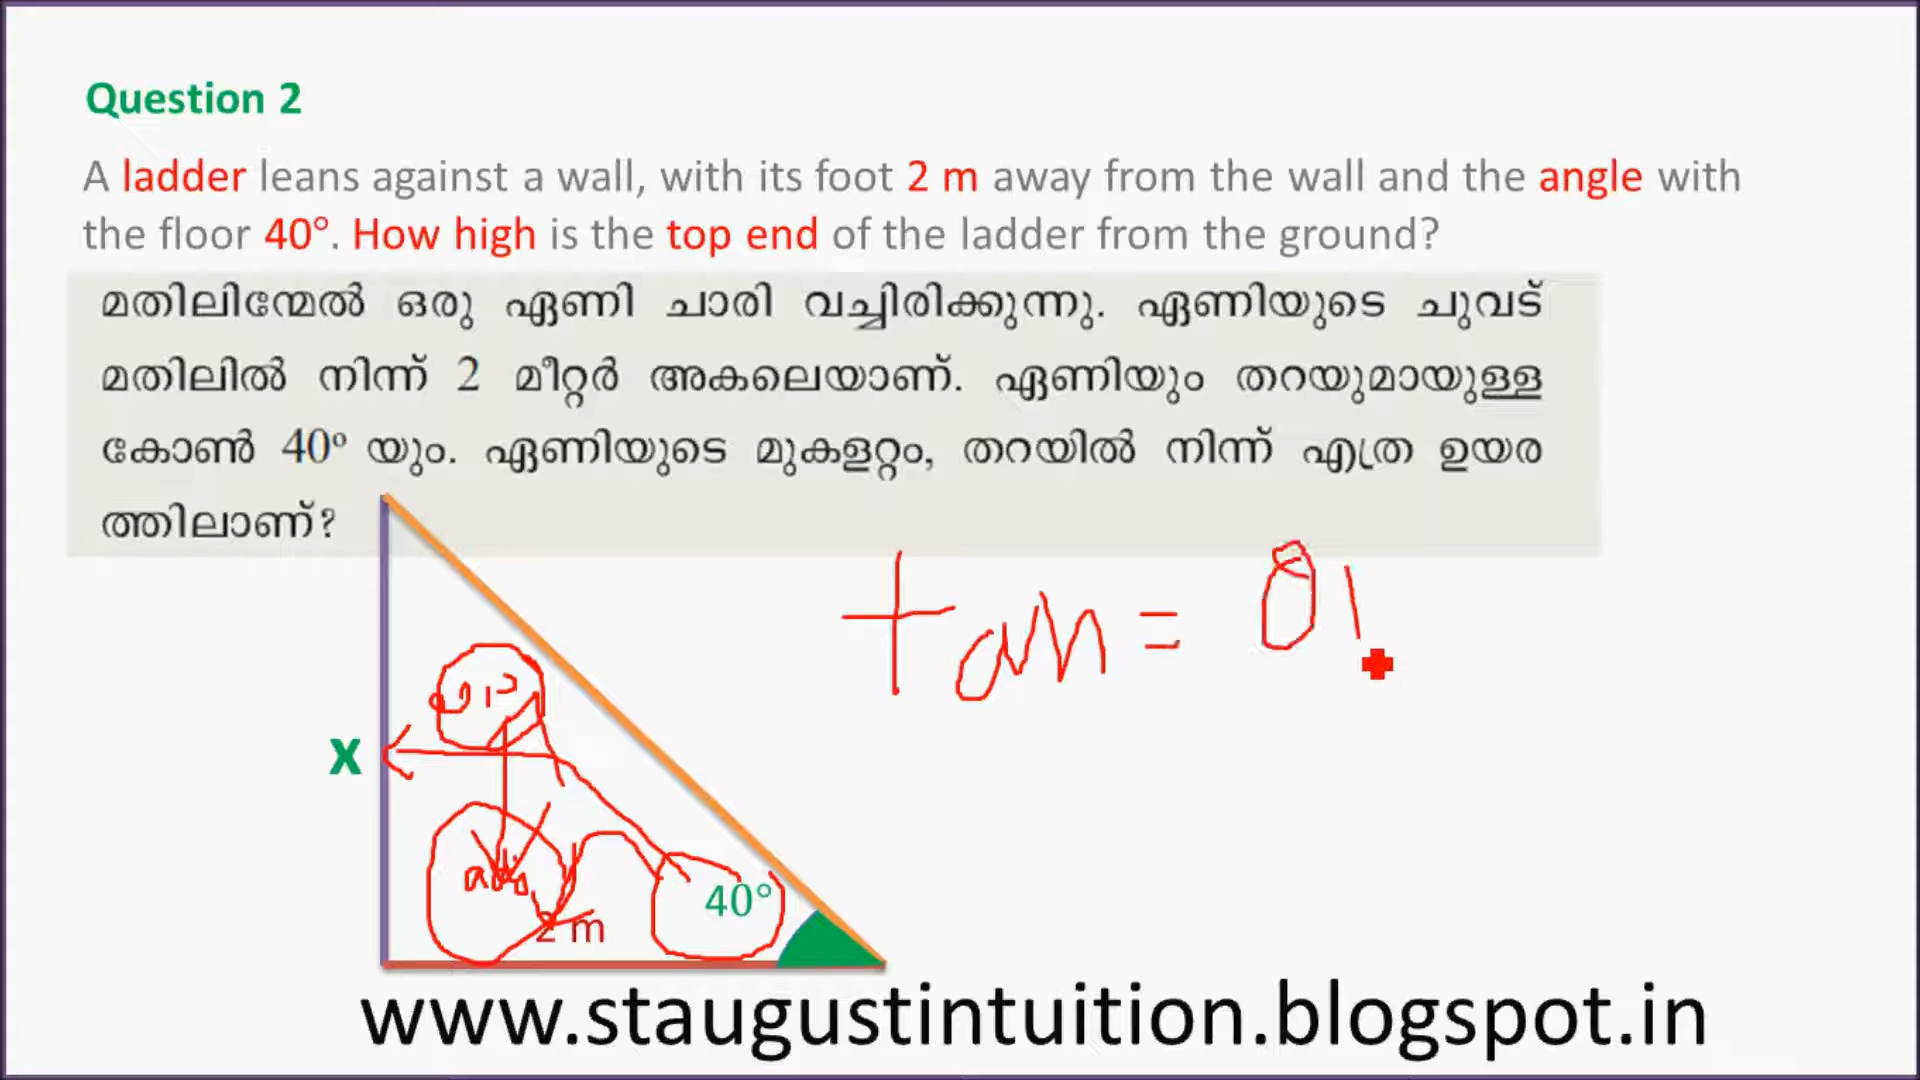 Question 2
A ladder leans against a wall, with its foot 2 m away from the wall and the angle with
the floor 40°. How high is the top end of the ladder from the ground?
മതിലിന്മേൽ ഒരു ഏണി ചാരി വച്ചിരിക്കുന്നു. ഏണിയുടെ ചുവട്
മതിലിൽ നിന്ന് 2 മീറ്റർ അകലെയാണ്. ഏണിയും തറയുമായുള്ള
കോൺ 40° യും. ഏണിയുടെ മുകളറ്റം, തറയിൽ നിന്ന് എത്ര ഉയര
ത്തിലാണ്?
tan =
X
40°
2 m
www.staugustintuition.blogspot.in